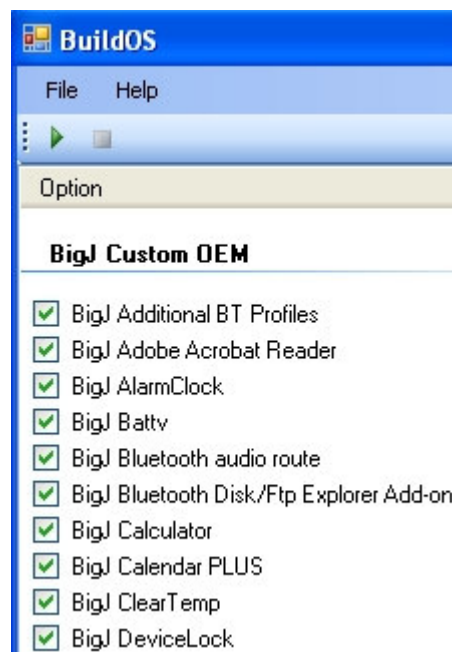 BuildOS
File Help
Option
BigJ Custom OEM
BigJ Additional BT Profiles
BigJ Adobe Acrobat Reader
BigJ AlarmClock
BigJ Battv
BigJ Bluetooth audio route
BigJ Bluetooth Disk/Ftp Explorer Add-on
BigJ Calculator
BigJ Calendar PLUS
BigJ ClearTemp
BigJ DeviceLock